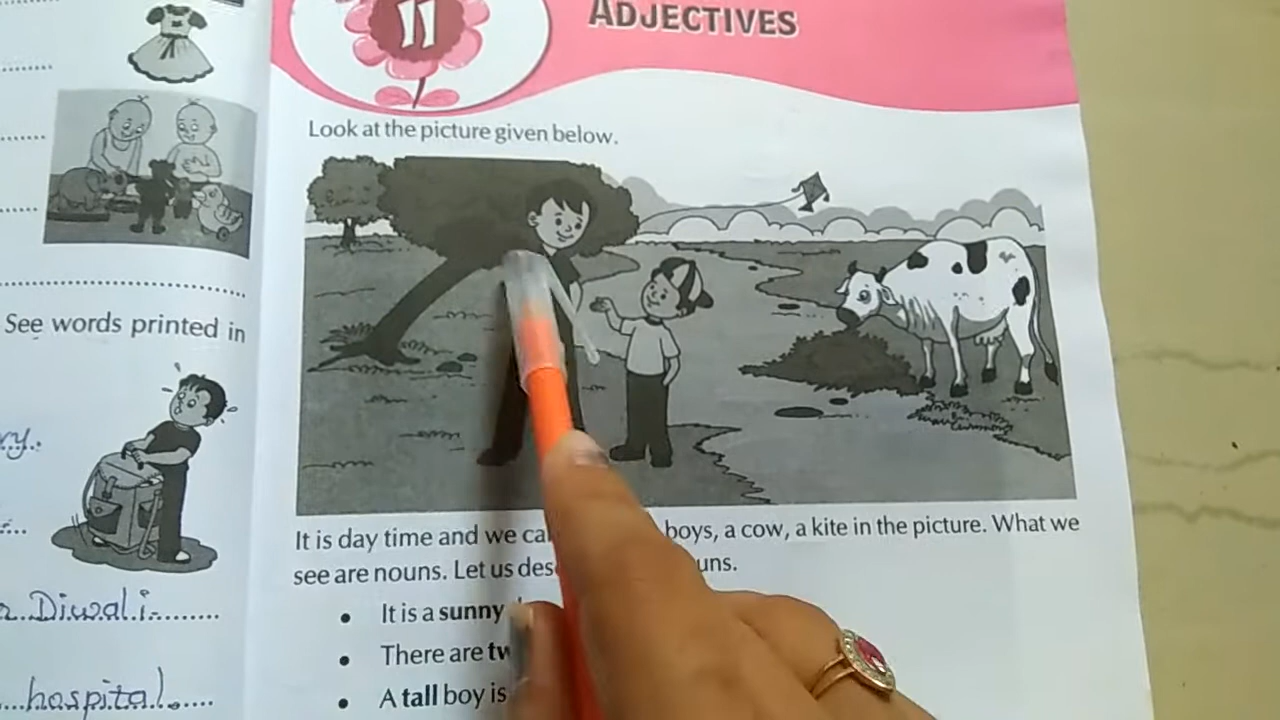 See words printed in
ry.
Diwali
hospital.
11
ADJECTIVES
Look at the picture given below.
It is day time and we ca boys, a cow, a kite in the picture. What we
see are nouns. Let us des uns.
• It is a sunny
• There are tw
• A tall boy is